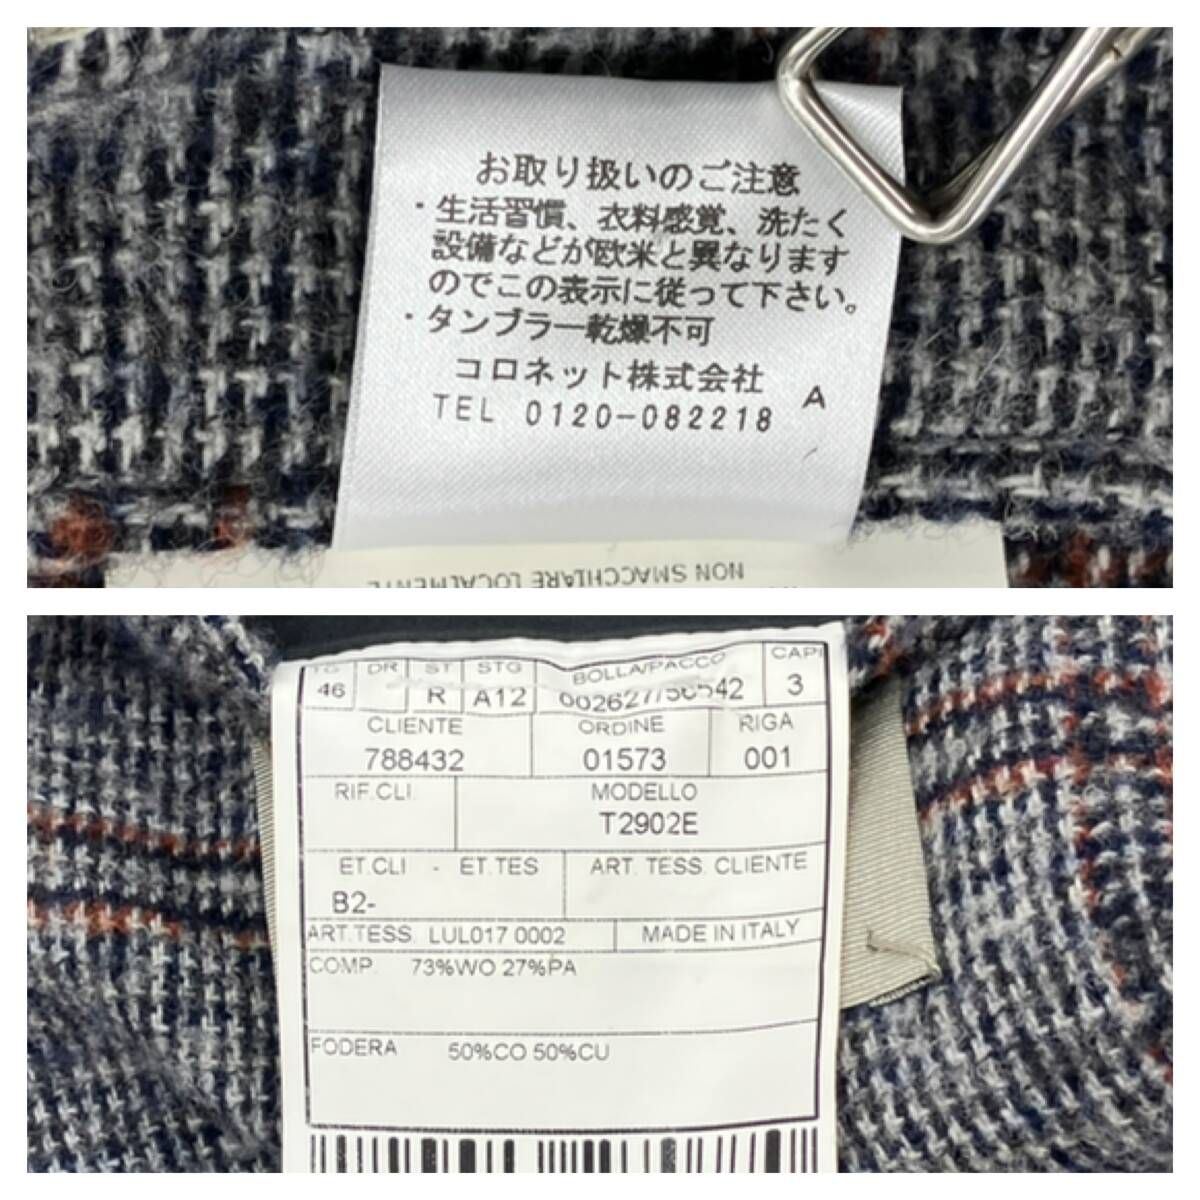 お取り扱いのご注意
・生活習慣、衣料感覚、洗たく
設備などが欧米と異なります
のでこの表示に従って下さい。
・タンブラー乾燥不可
コロネット株式会社
TEL 0120-082218 A
NON SMACCHIARE LOCALMENTE
TG DR ST STG BOLLA/PACCO CAPI
46 R A12 002627/50542 3
CLIENTE ORDINE RIGA
788432 01573 001
RIF.CLI. MODELLO
T2902E
ET.CLI - ET.TES ART. TESS. CLIENTE
B2-
ART.TESS. LUL017 0002 MADE IN ITALY
COMP. 73%WO 27%PA
FODERA 50%CO 50%CU